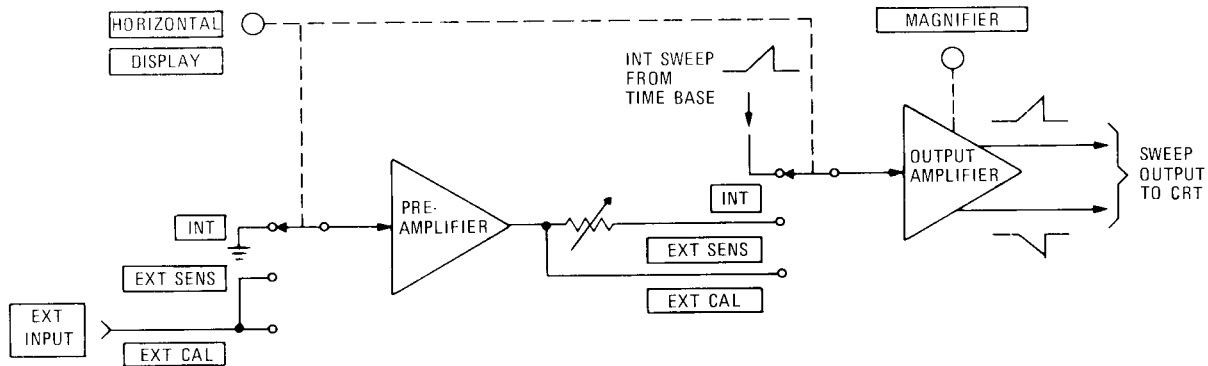 HORIZONTAL
DISPLAY
MAGNIFIER
INT SWEEP
FROM
TIME BASE
OUTPUT
AMPLIFIER
SWEEP
OUTPUT
TO CRT
PRE-
AMPLIFIER
INT
INT
EXT SENS
EXT SENS
EXT CAL
EXT
INPUT
EXT CAL